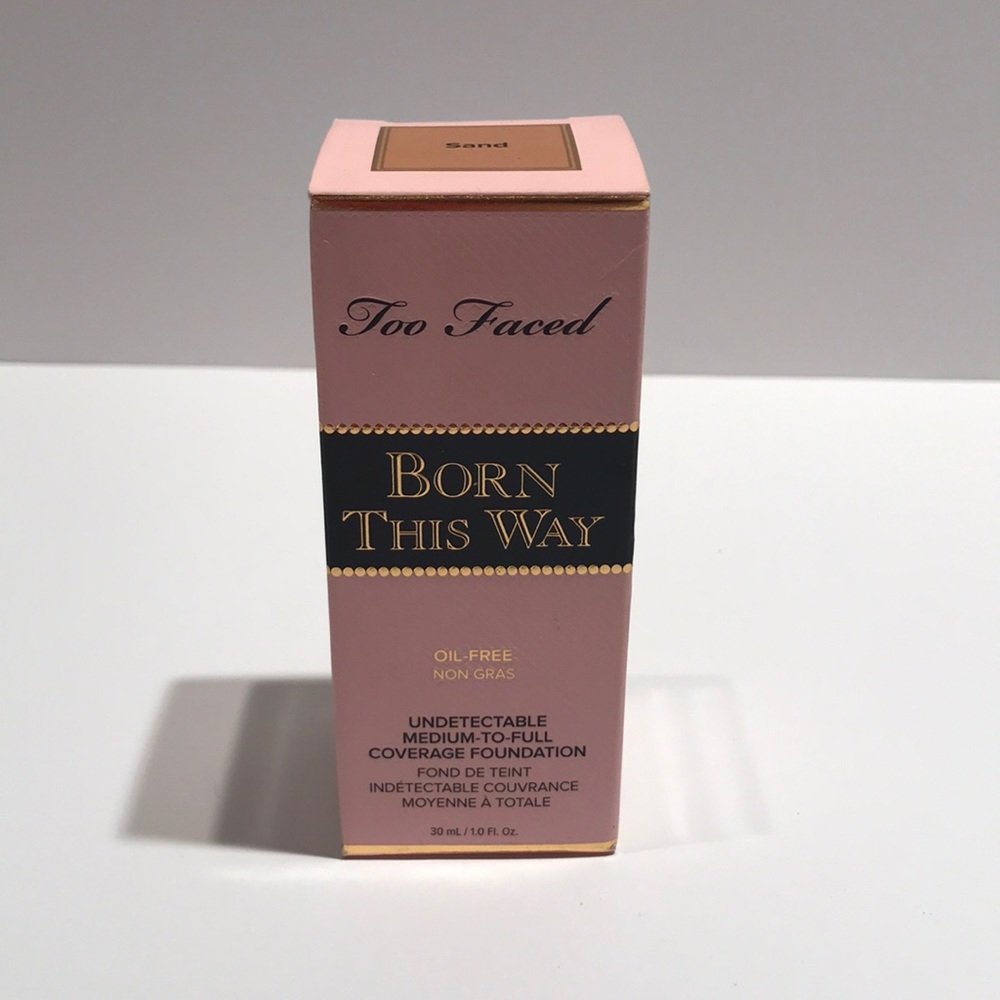 Sand
Too Faced
BORN
THIS WAY
OIL-FREE
NON GRAS
UNDETECTABLE
MEDIUM-TO-FULL
COVERAGE FOUNDATION
FOND DE TEINT
INDÉTECTABLE COUVRANCE
MOYENNE À TOTALE
30 mL / 1.0 Fl. Oz.